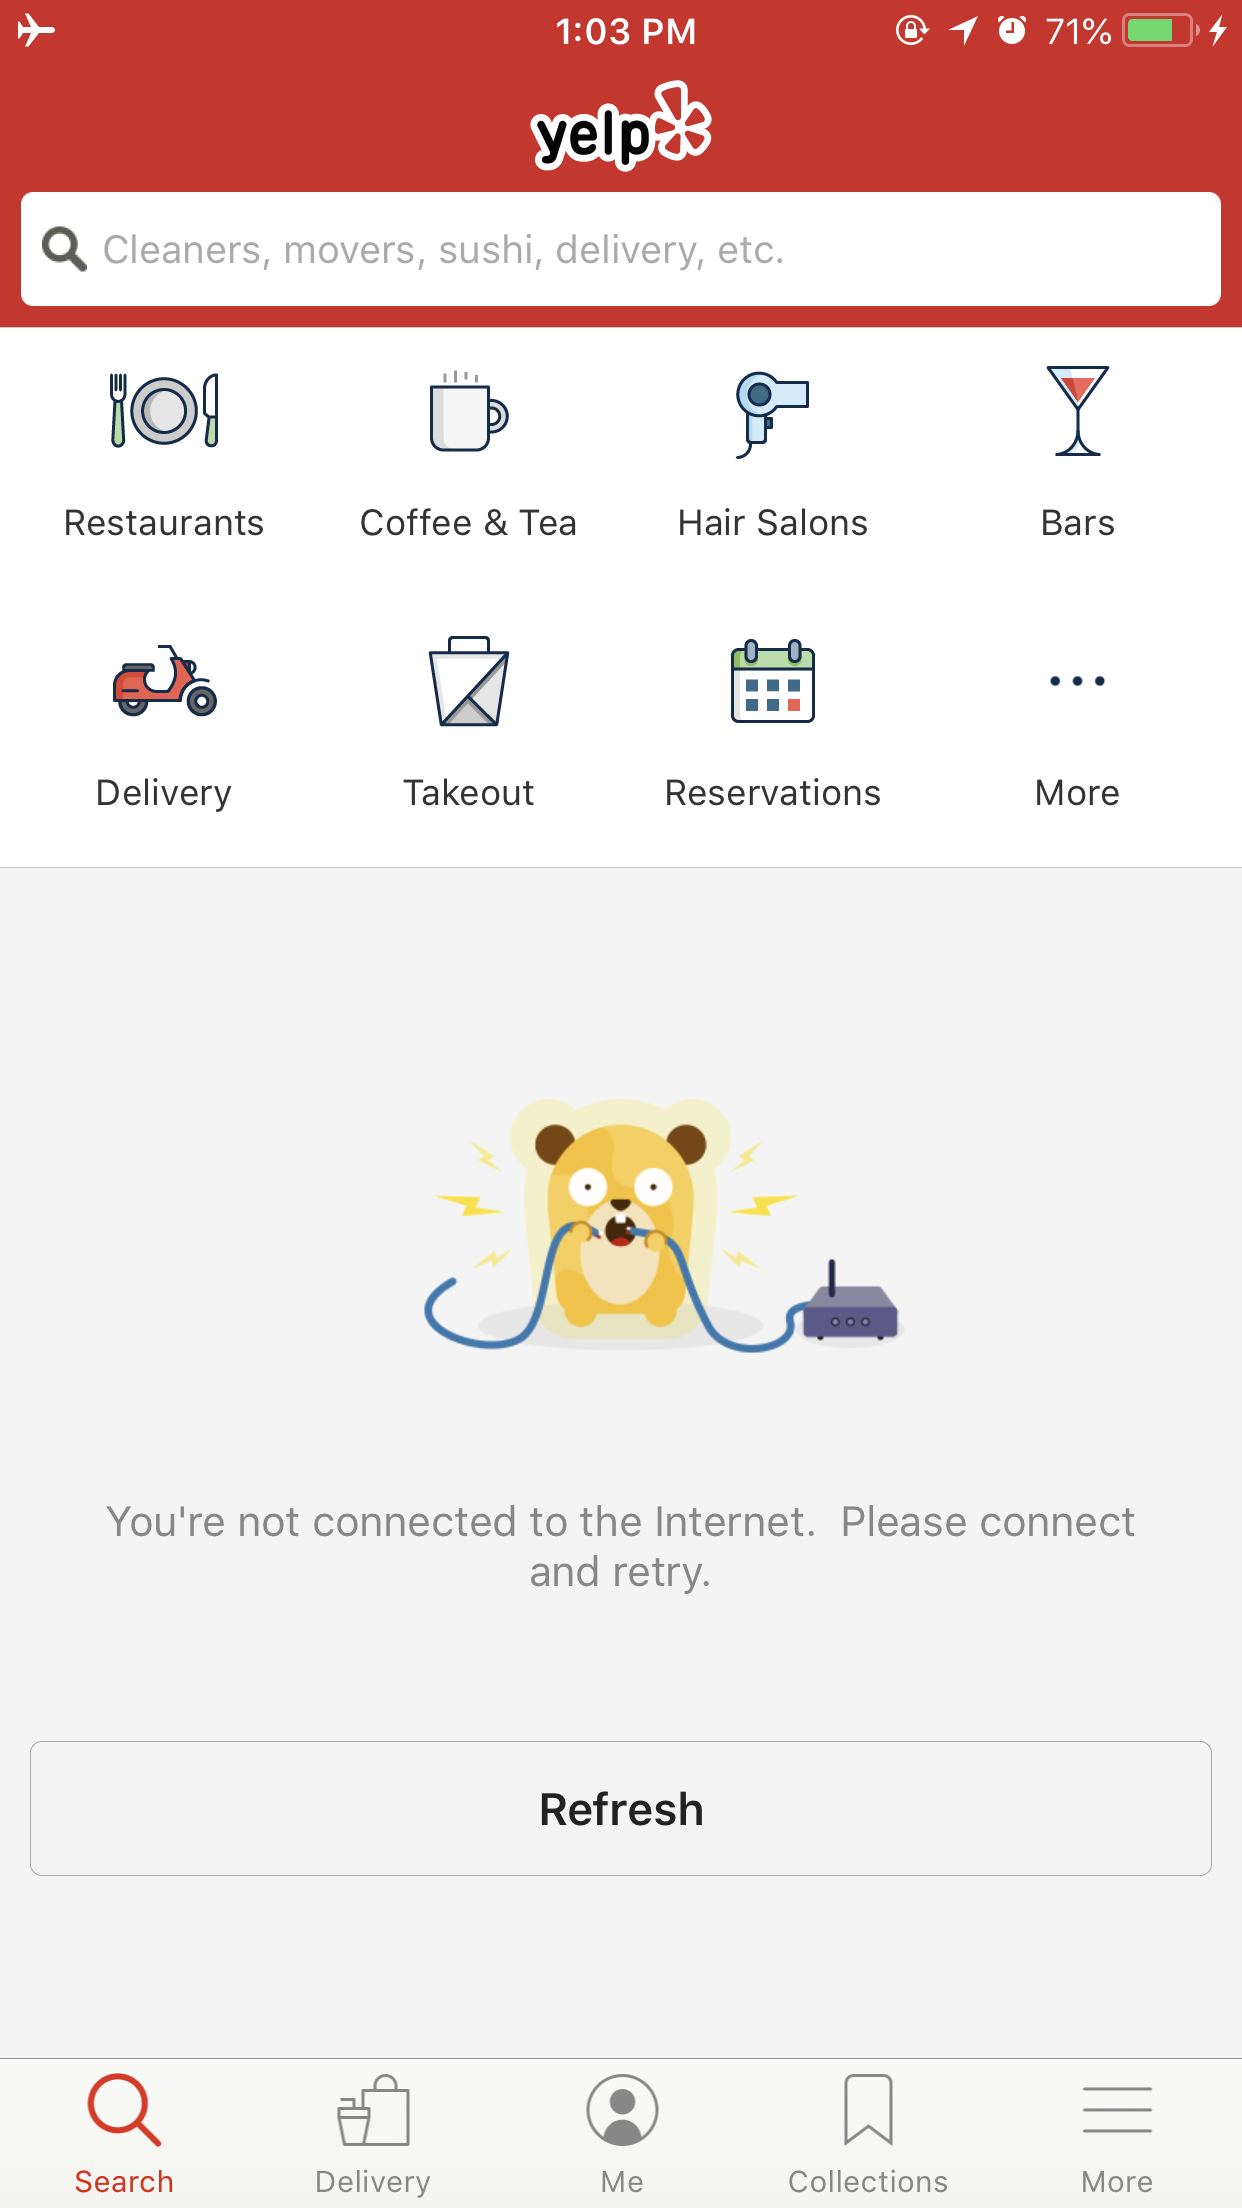 1:03 PM
71%
yelp
Cleaners, movers, sushi, delivery, etc.
Restaurants
Coffee & Tea
Hair Salons
Bars
Delivery
Takeout
Reservations
More
You're not connected to the Internet.  Please connect
and retry.
Refresh
Search
Delivery
Me
Collections
More